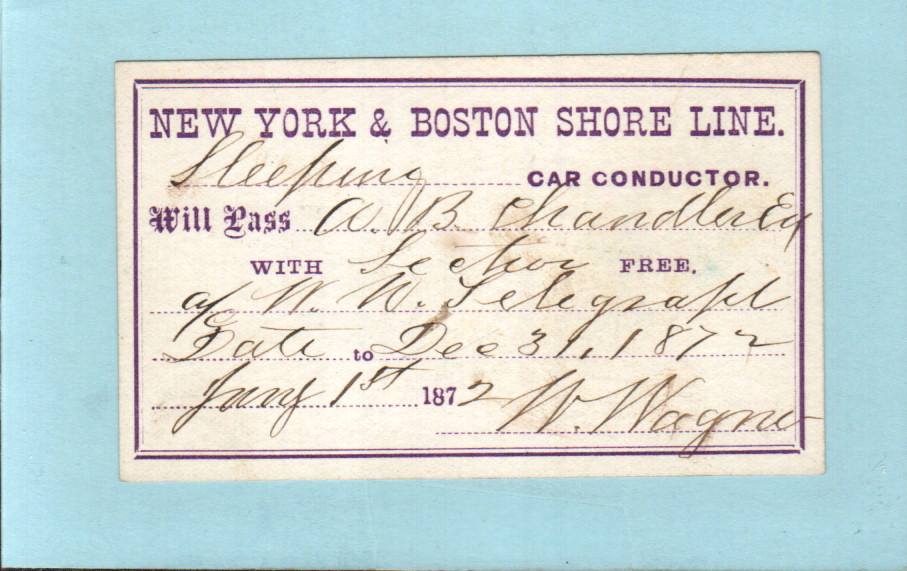 NEW YORK & BOSTON SHORE LINE.
Sleeping CAR CONDUCTOR.
Will Pass A. B. Chandler Esq
WITH Section FREE.
a/c W. U. Telegraph
Date to Dec 31, 1872
Jany 1st 1872 W. Wagner